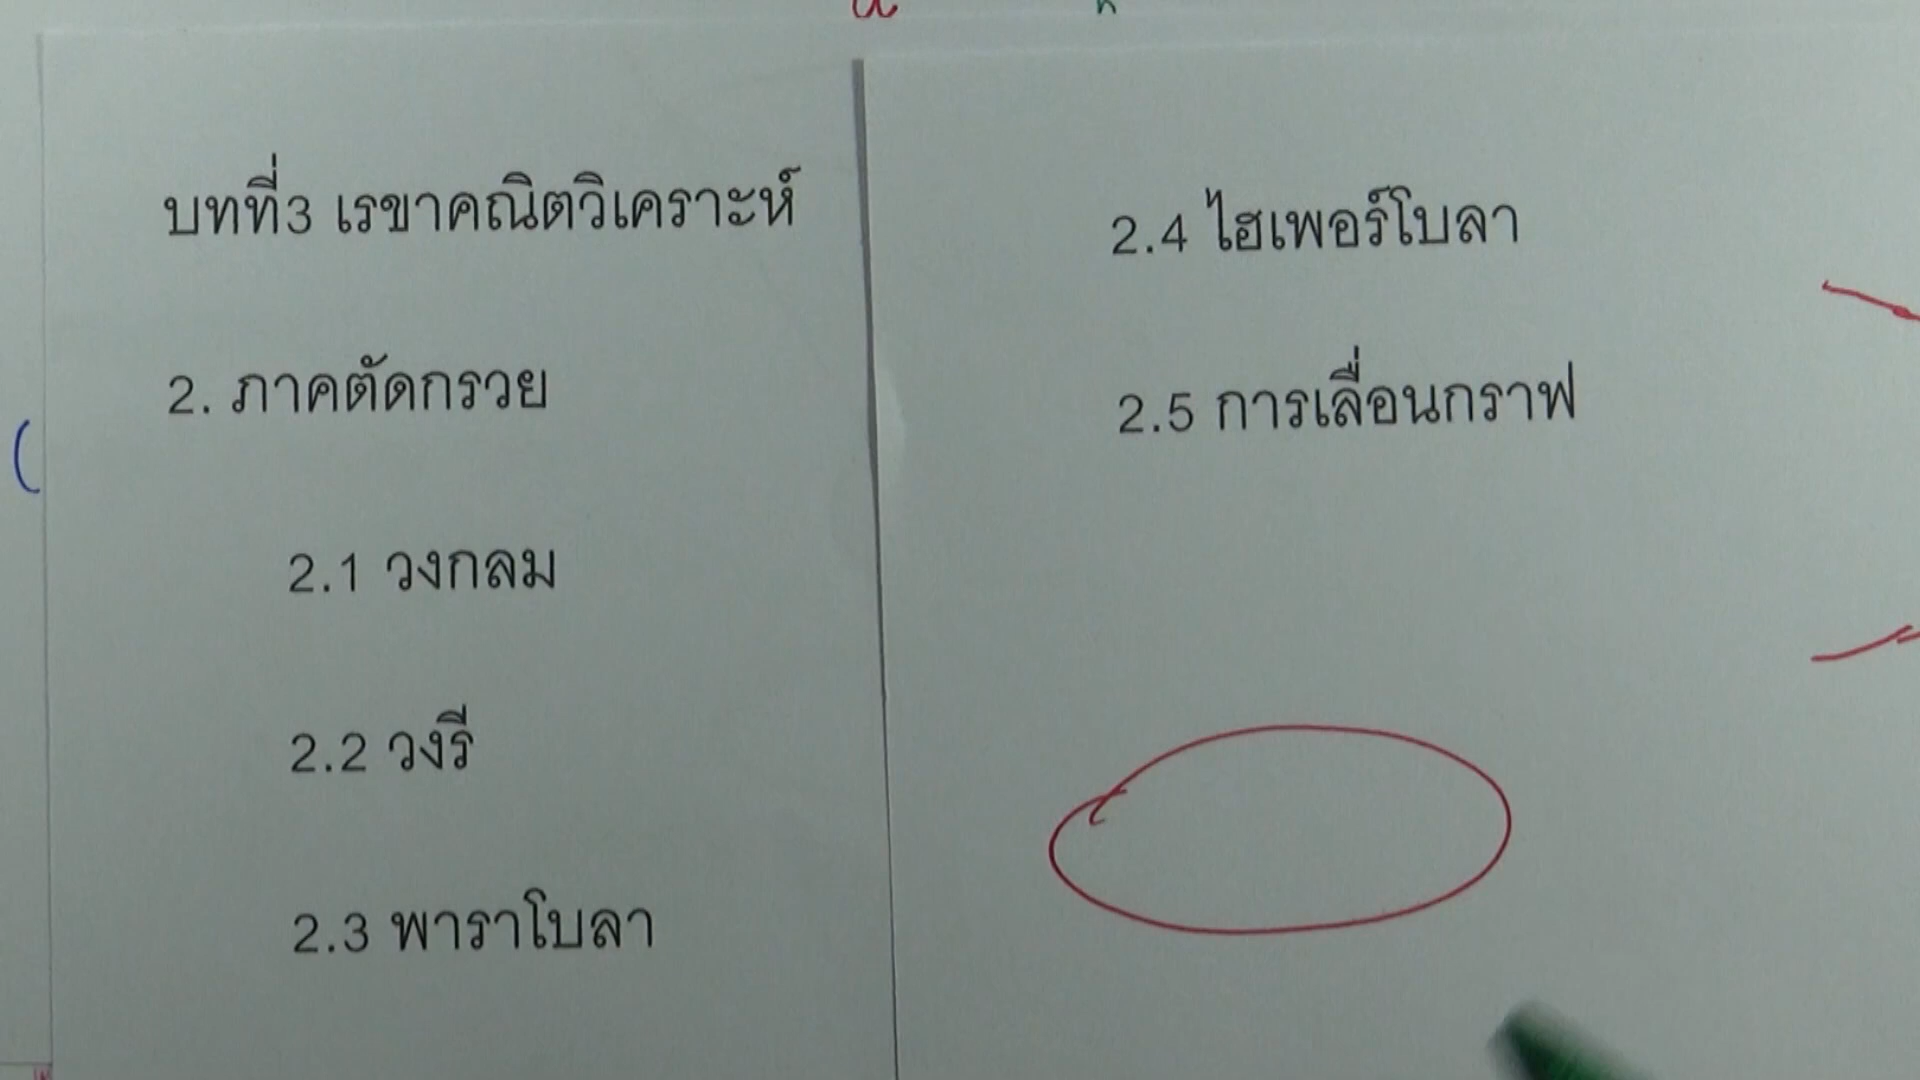 บทที่3 เรขาคณิตวิเคราะห์
2. ภาคตัดกรวย
2.1 วงกลม
2.2 วงรี
2.3 พาราโบลา
2.4 ไฮเพอร์โบลา
2.5 การเลื่อนกราฟ